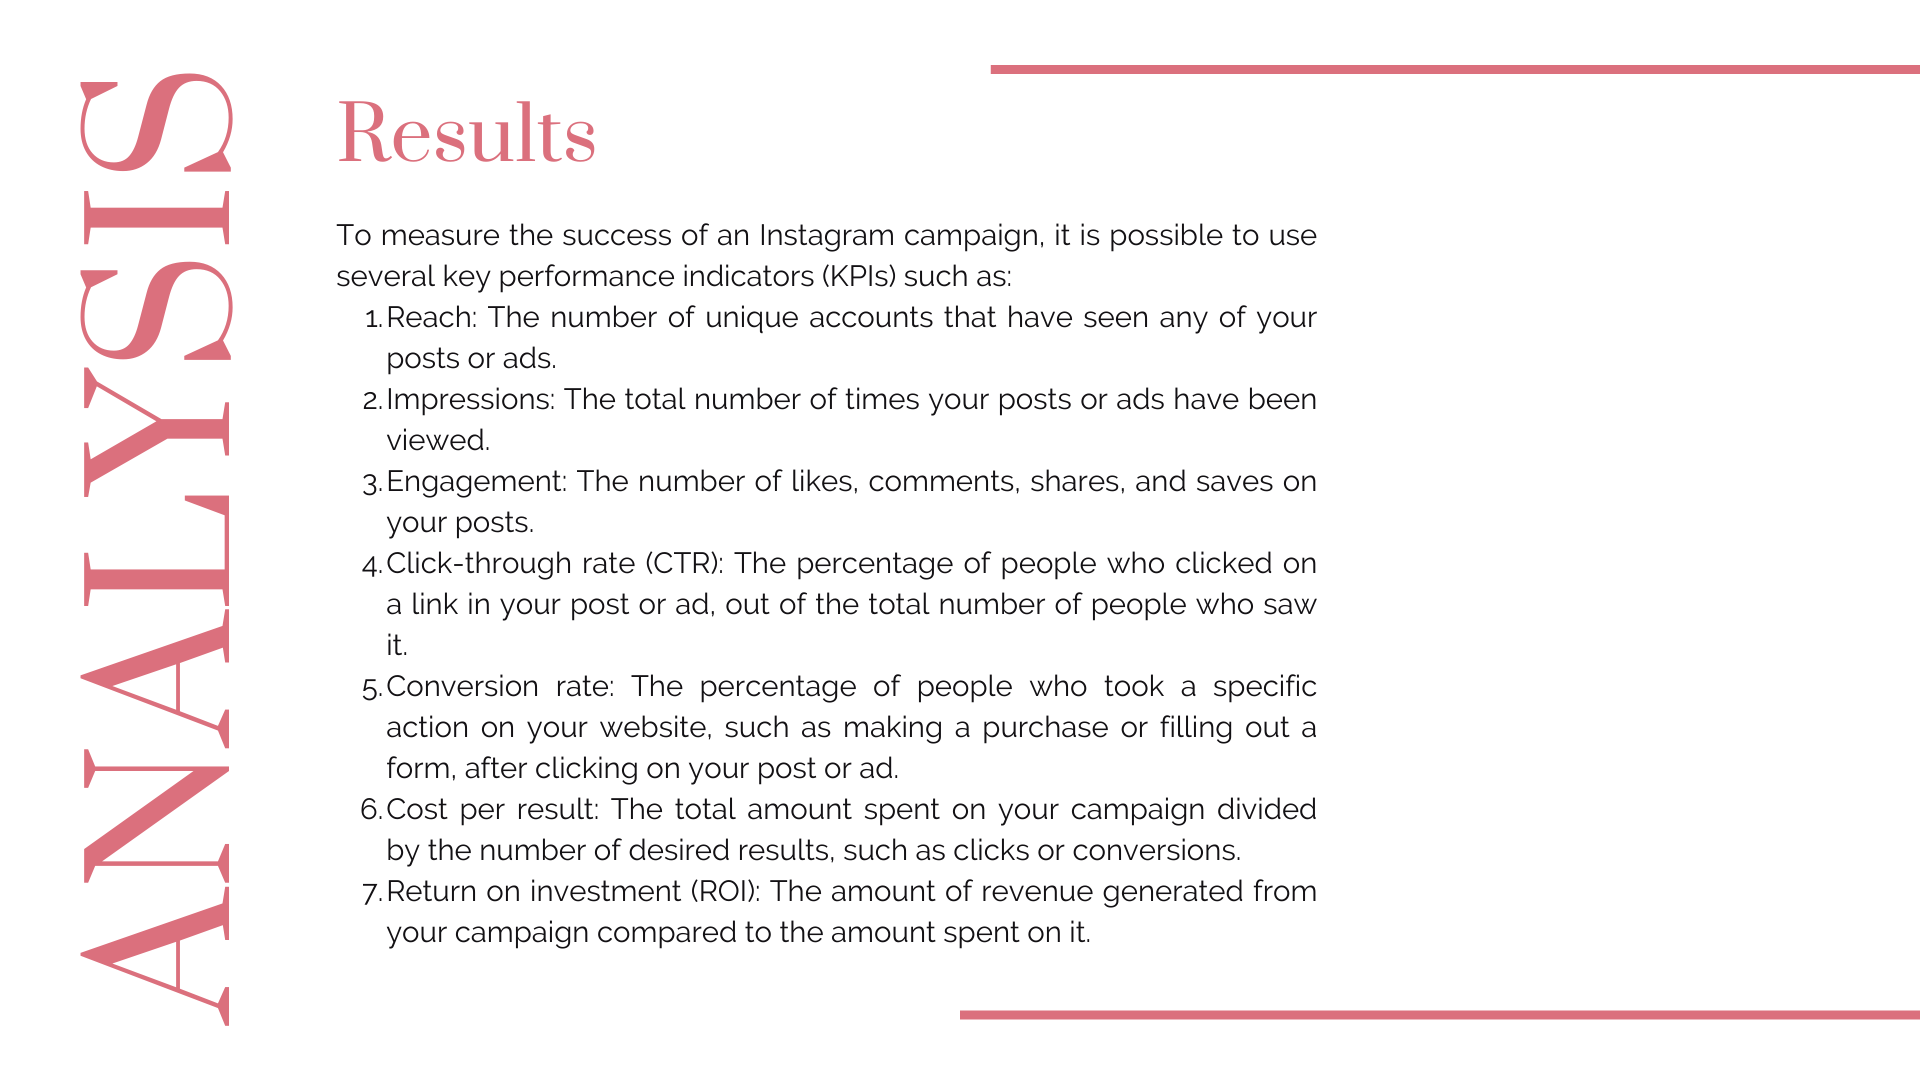 ANALYSIS
Results
To measure the success of an Instagram campaign, it is possible to use
several key performance indicators (KPIs) such as:
1. Reach: The number of unique accounts that have seen any of your
posts or ads.
2. Impressions: The total number of times your posts or ads have been
viewed.
3. Engagement: The number of likes, comments, shares, and saves on
your posts.
4. Click-through rate (CTR): The percentage of people who clicked on
a link in your post or ad, out of the total number of people who saw
it.
5. Conversion rate: The percentage of people who took a specific
action on your website, such as making a purchase or filling out a
form, after clicking on your post or ad.
6. Cost per result: The total amount spent on your campaign divided
by the number of desired results, such as clicks or conversions.
7. Return on investment (ROI): The amount of revenue generated from
your campaign compared to the amount spent on it.